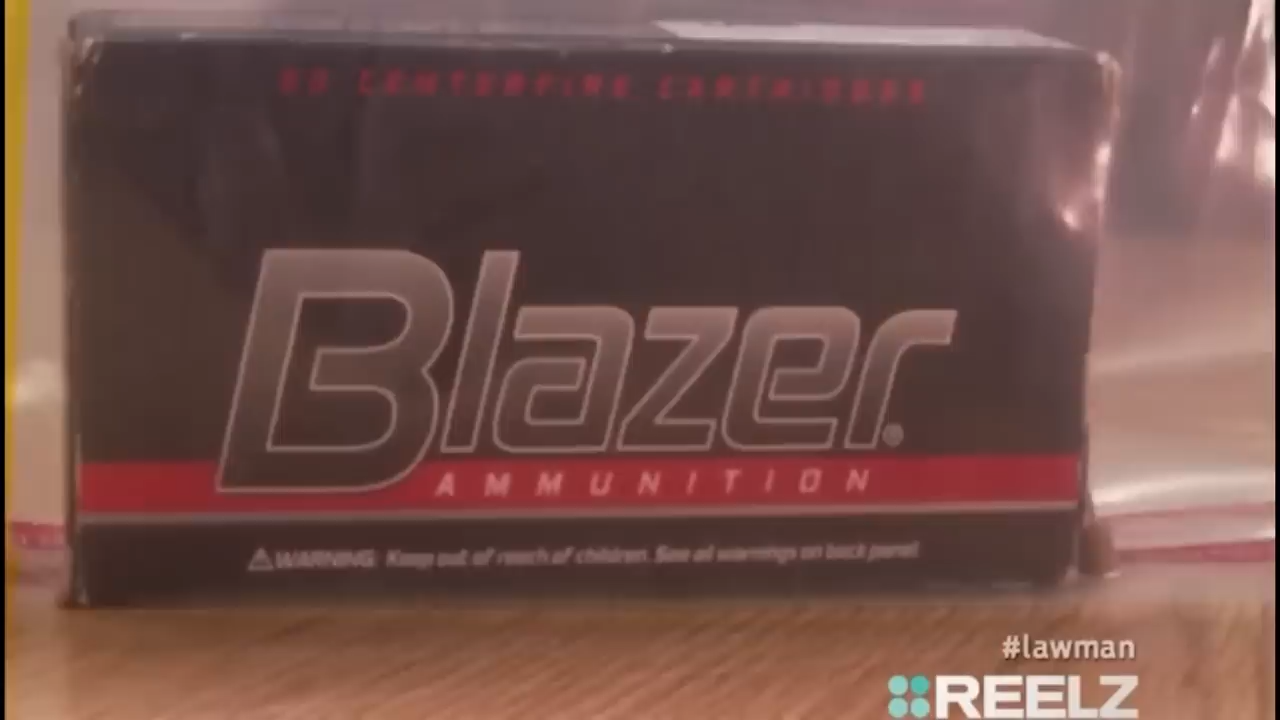 50 CENTERFIRE CARTRIDGES
Blazer®
AMMUNITION
⚠WARNING: Keep out of reach of children. See all warnings on back panel.
#lawman
REELZ